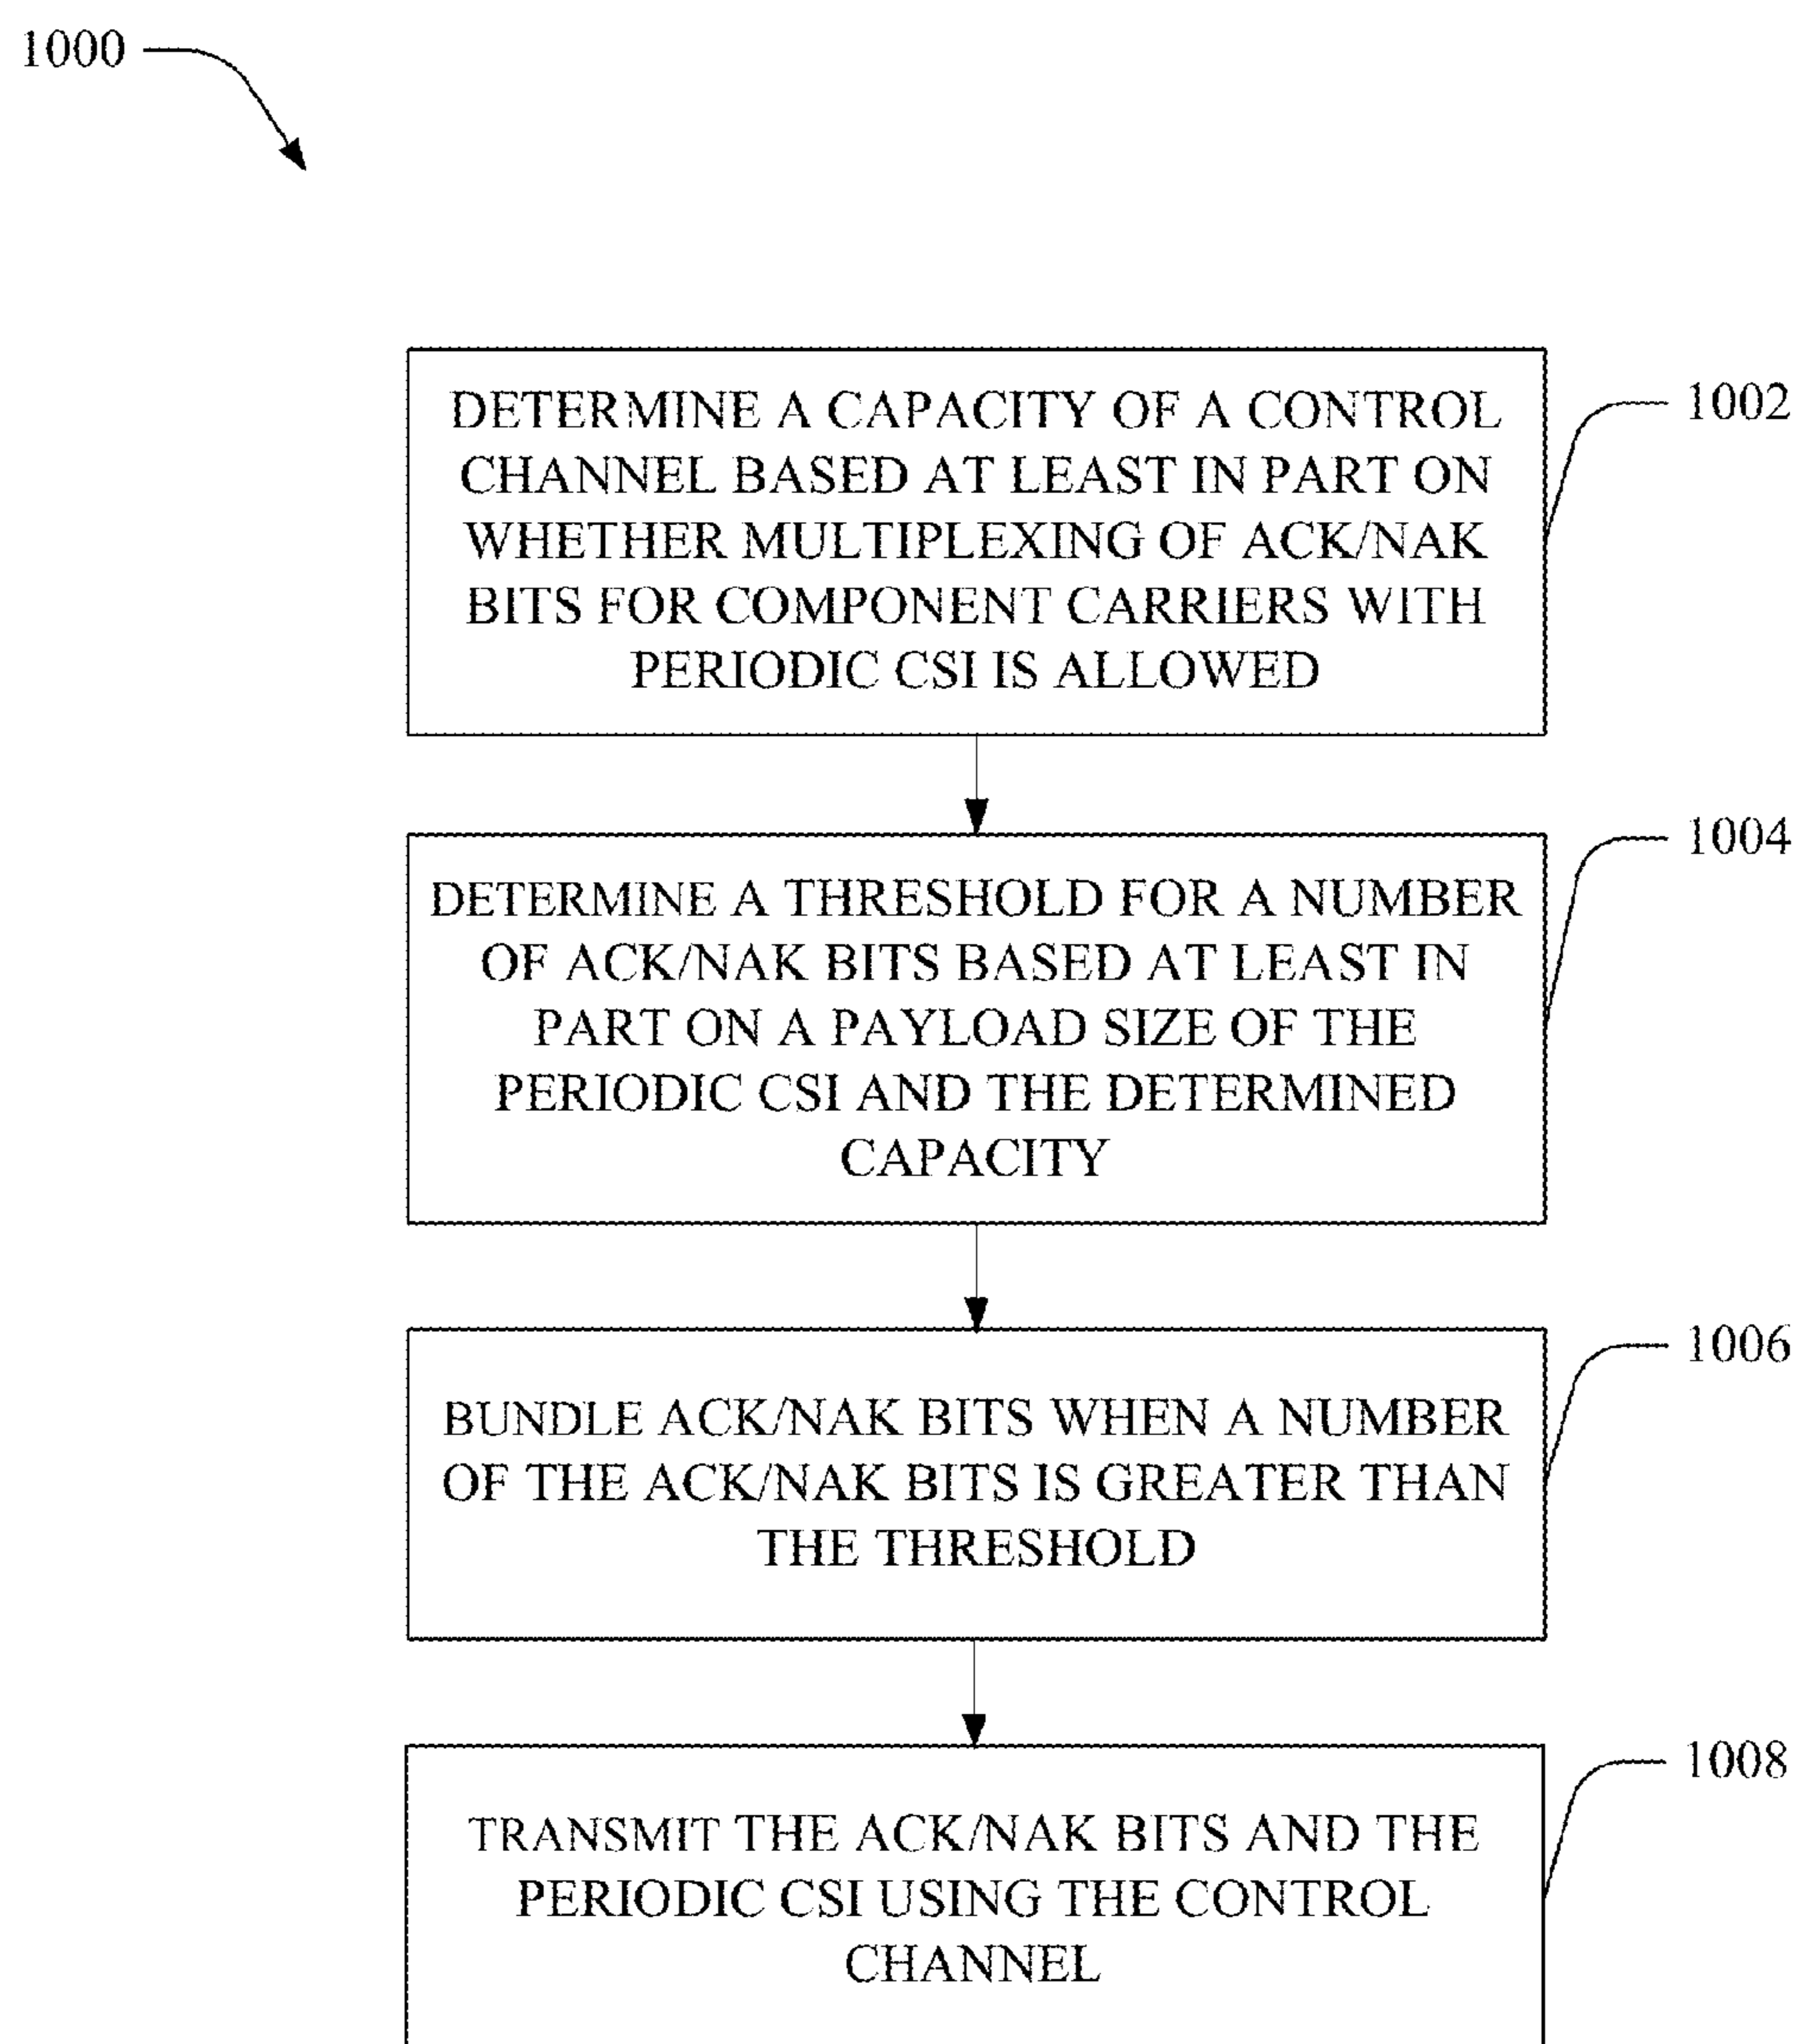 1000
DETERMINE A CAPACITY OF A CONTROL
CHANNEL BASED AT LEAST IN PART ON
WHETHER MULTIPLEXING OF ACK/NAK
BITS FOR COMPONENT CARRIERS WITH
PERIODIC CSI IS ALLOWED
1002
DETERMINE A THRESHOLD FOR A NUMBER
OF ACK/NAK BITS BASED AT LEAST IN
PART ON A PAYLOAD SIZE OF THE
PERIODIC CSI AND THE DETERMINED
CAPACITY
1004
BUNDLE ACK/NAK BITS WHEN A NUMBER
OF THE ACK/NAK BITS IS GREATER THAN
THE THRESHOLD
1006
TRANSMIT THE ACK/NAK BITS AND THE
PERIODIC CSI USING THE CONTROL
CHANNEL
1008